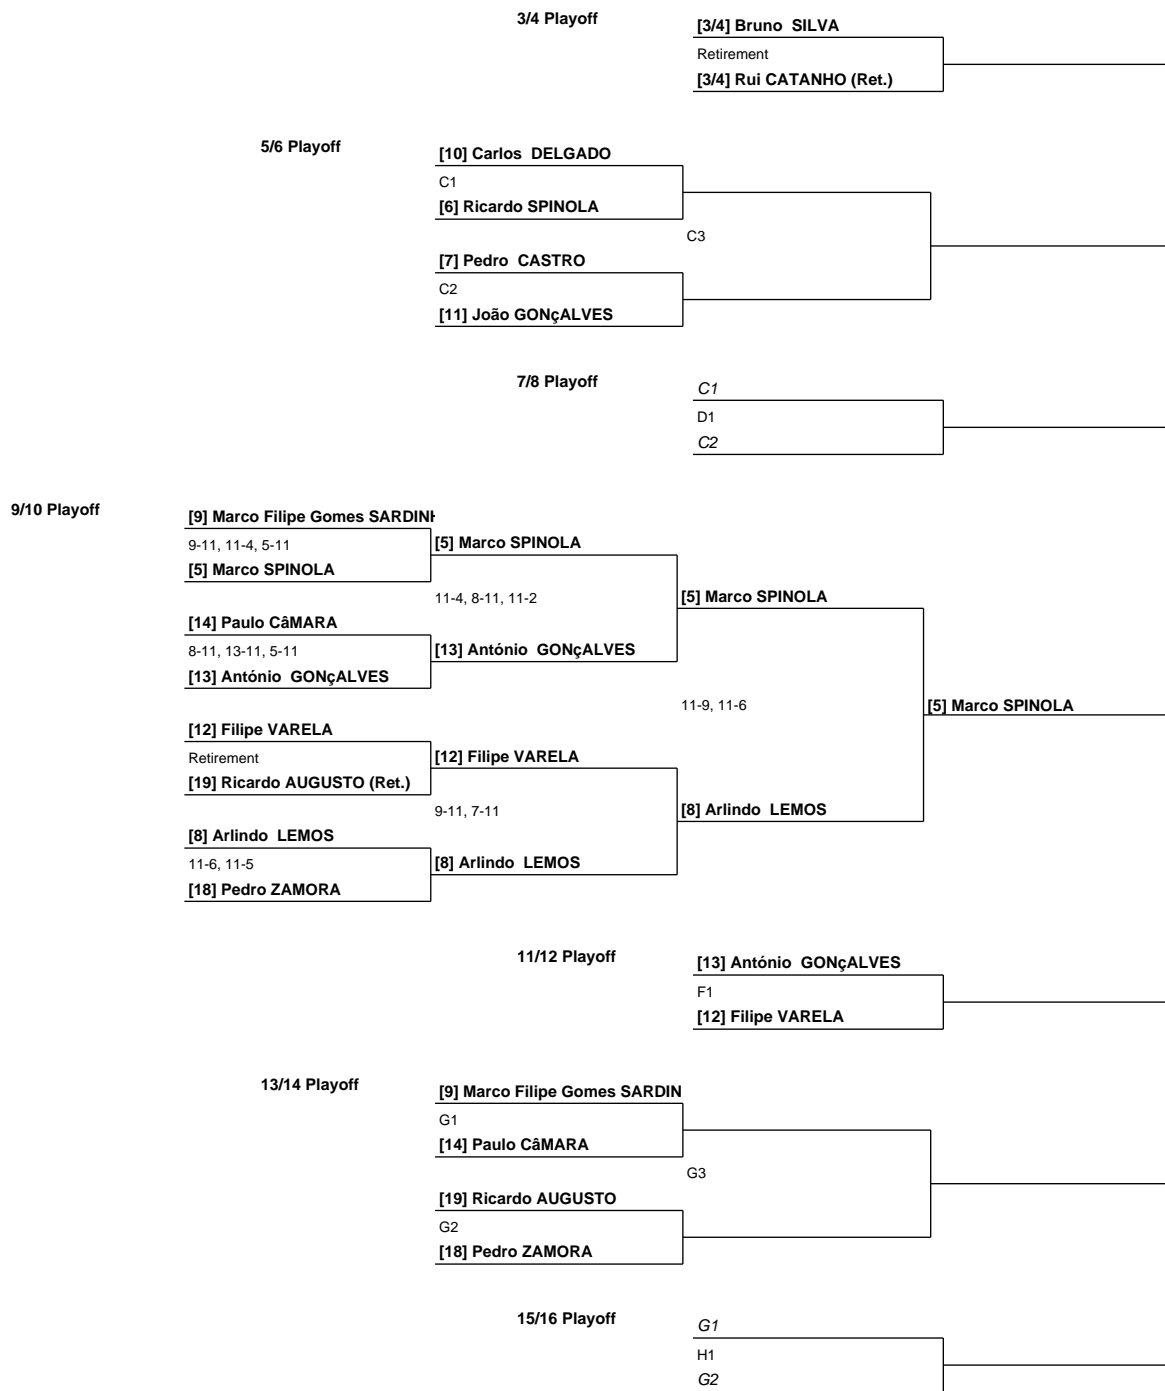 3/4 Playoff
[3/4] Bruno SILVA
Retirement
[3/4] Rui CATANHO (Ret.)
5/6 Playoff
[10] Carlos DELGADO
C1
[6] Ricardo SPINOLA
C3
[7] Pedro CASTRO
C2
[11] João GONçALVES
7/8 Playoff
C1
D1
C2
9/10 Playoff
[9] Marco Filipe Gomes SARDINH
9-11, 11-4, 5-11
[5] Marco SPINOLA
[5] Marco SPINOLA
11-4, 8-11, 11-2
[5] Marco SPINOLA
[14] Paulo CâMARA
8-11, 13-11, 5-11
[13] António GONçALVES
[13] António GONçALVES
11-9, 11-6
[5] Marco SPINOLA
[12] Filipe VARELA
Retirement
[12] Filipe VARELA
[19] Ricardo AUGUSTO (Ret.)
9-11, 7-11
[8] Arlindo LEMOS
[8] Arlindo LEMOS
11-6, 11-5
[8] Arlindo LEMOS
[18] Pedro ZAMORA
11/12 Playoff
[13] António GONçALVES
F1
[12] Filipe VARELA
13/14 Playoff
[9] Marco Filipe Gomes SARDIN
G1
[14] Paulo CâMARA
G3
[19] Ricardo AUGUSTO
G2
[18] Pedro ZAMORA
15/16 Playoff
G1
H1
G2